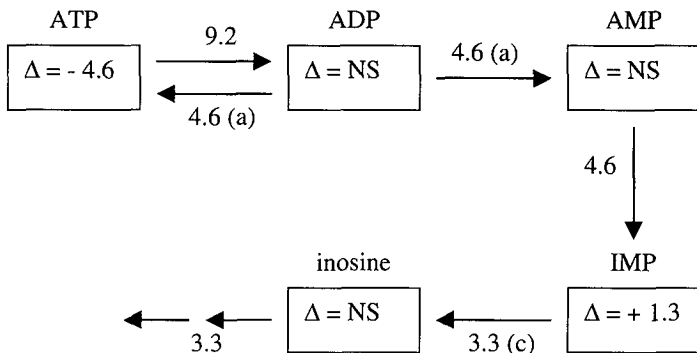 ATP ADP AMP
9.2
Δ = - 4.6 Δ = NS 4.6 (a) Δ = NS
4.6 (a)
4.6
inosine IMP
Δ = NS Δ = + 1.3
3.3 3.3 (c)